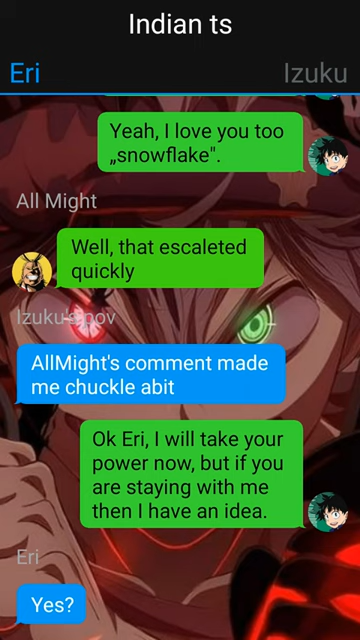 Indian ts
Eri
Izuku
Yeah, I love you too
„snowflake".
All Might
Well, that escaleted
quickly
Izuku's pov
AllMight's comment made
me chuckle abit
Ok Eri, I will take your
power now, but if you
are staying with me
then I have an idea.
Eri
Yes?